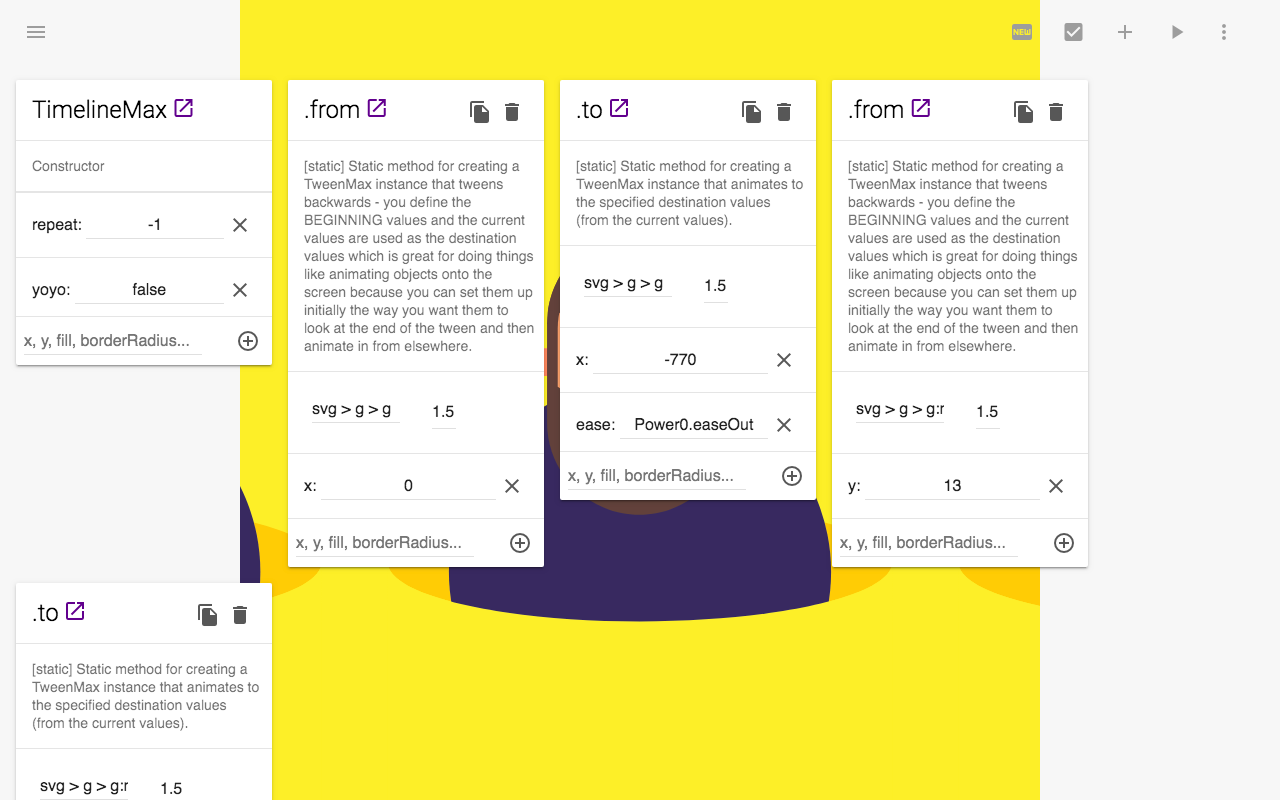 NEW
TimelineMax
Constructor
repeat: -1
yoyo: false
x, y, fill, borderRadius...
.from
[static] Static method for creating a
TweenMax instance that tweens
backwards - you define the
BEGINNING values and the current
values are used as the destination
values which is great for doing things
like animating objects onto the
screen because you can set them up
initially the way you want them to
look at the end of the tween and then
animate in from elsewhere.
svg > g > g 1.5
x: 0
x, y, fill, borderRadius...
.to
[static] Static method for creating a
TweenMax instance that animates to
the specified destination values
(from the current values).
svg > g > g 1.5
x: -770
ease: Power0.easeOut
x, y, fill, borderRadius...
.from
[static] Static method for creating a
TweenMax instance that tweens
backwards - you define the
BEGINNING values and the current
values are used as the destination
values which is great for doing things
like animating objects onto the
screen because you can set them up
initially the way you want them to
look at the end of the tween and then
animate in from elsewhere.
svg > g > g 1.5
y: 13
x, y, fill, borderRadius...
.to
[static] Static method for creating a
TweenMax instance that animates to
the specified destination values
(from the current values).
svg > g > g 1.5